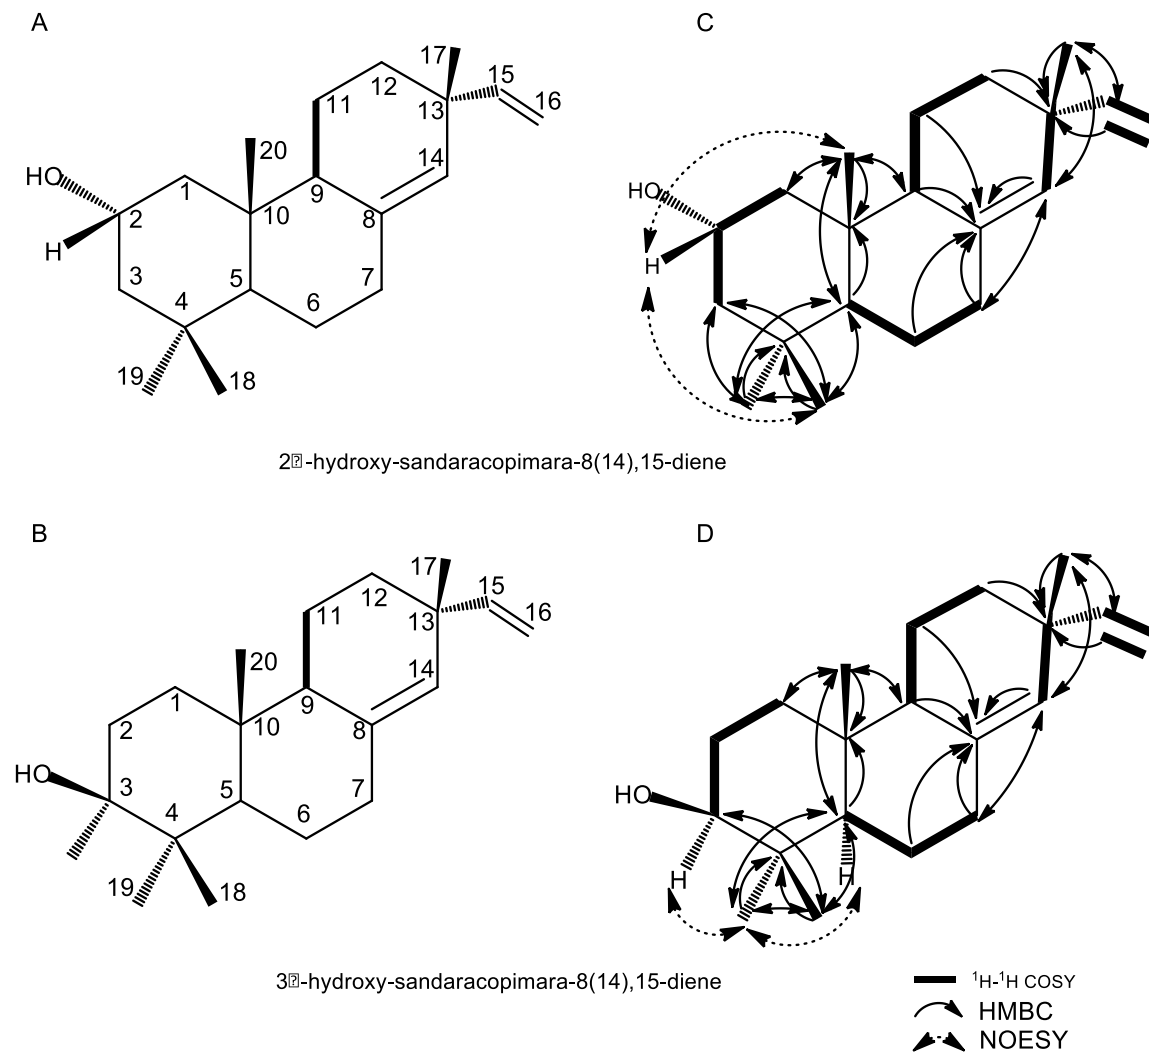 A
C
17
15
12
16
11
13
20
14
HO
1
9
10
2
8
H
3
5
7
4
6
19
18
HO
H
2-hydroxy-sandaracopimara-8(14),15-diene
B
D
17
15
12
16
11
13
20
14
1
9
2
10
8
HO
3
5
7
4
6
19
18
HO
H
H
3-hydroxy-sandaracopimara-8(14),15-diene
¹H-¹H COSY
HMBC
NOESY